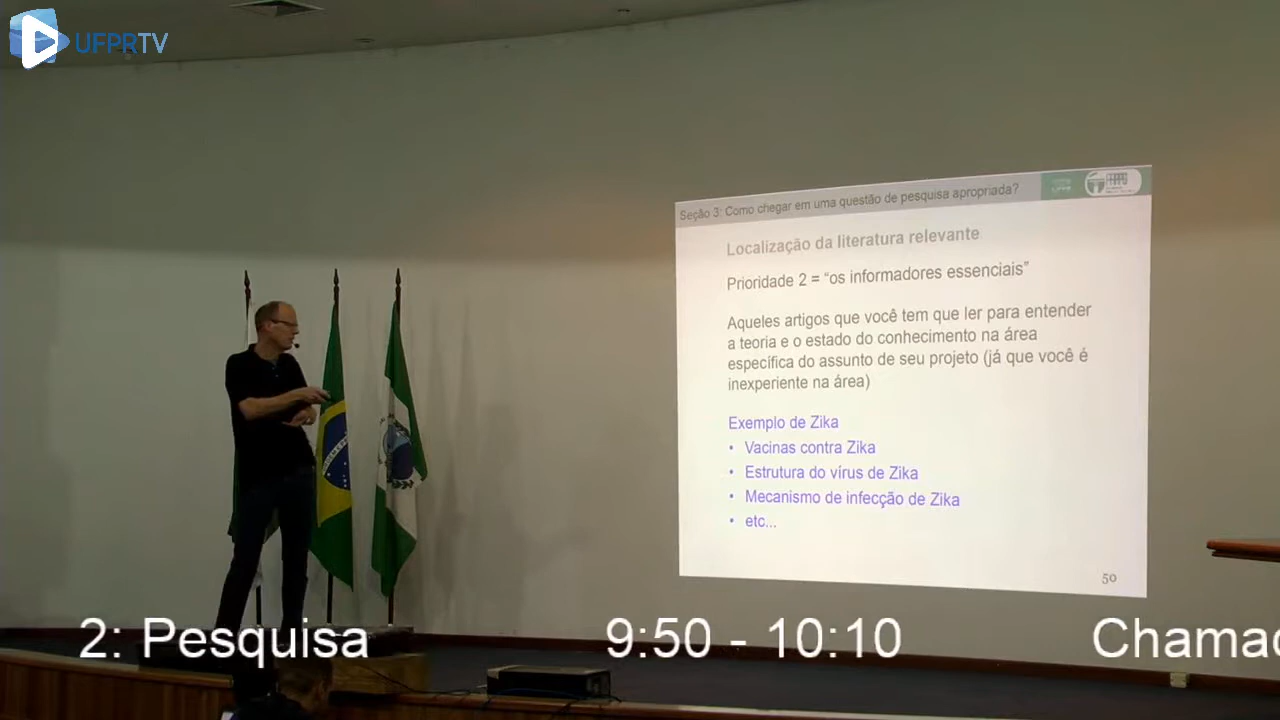 UFPRTV
Seção 3: Como chegar em uma questão de pesquisa apropriada?
Localização da literatura relevante
Prioridade 2 = “os informadores essenciais”
Aqueles artigos que você tem que ler para entender
a teoria e o estado do conhecimento na área
específica do assunto de seu projeto (já que você é
inexperiente na área)
Exemplo de Zika
• Vacinas contra Zika
• Estrutura do vírus de Zika
• Mecanismo de infecção de Zika
• etc...
50
2: Pesquisa 9:50 - 10:10 Chamad